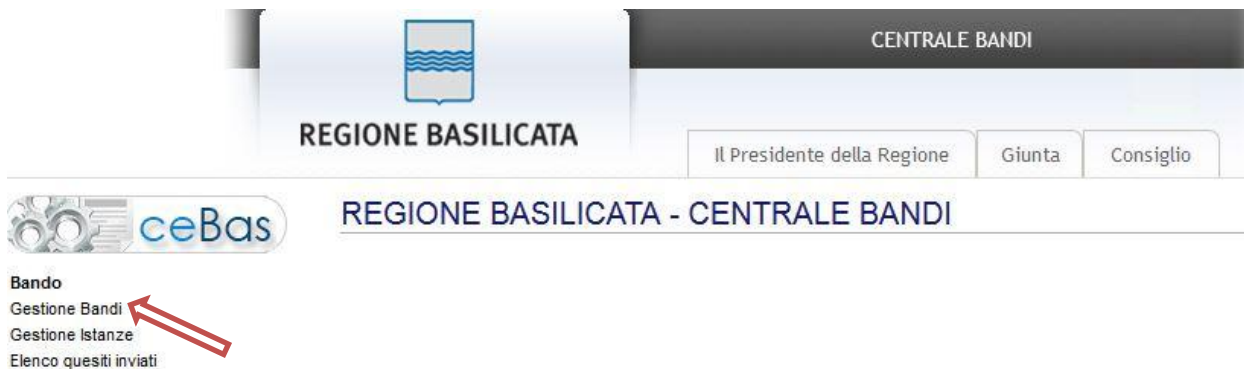 CENTRALE BANDI
REGIONE BASILICATA
Il Presidente della Regione Giunta Consiglio
ceBas
REGIONE BASILICATA - CENTRALE BANDI
Bando
Gestione Bandi
Gestione Istanze
Elenco quesiti inviati